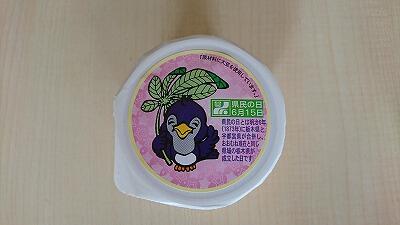 「原材料に大豆を使用しています。」
県民の日
6月15日
県民の日とは明治6年
(1873年)に栃木県と
宇都宮県が合併し、
おおむね現在と同じ
県域の栃木県が
成立した日です